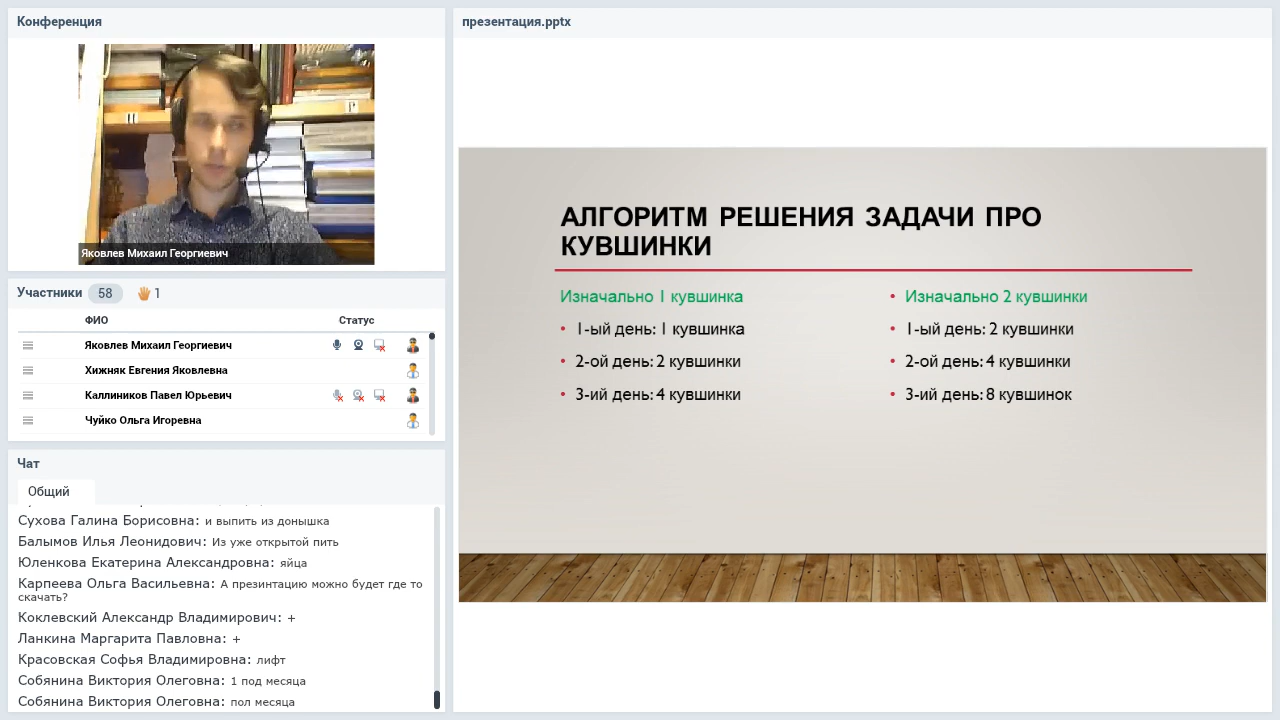 Конференция
Яковлев Михаил Георгиевич
Участники 58 1
ФИО Статус
Яковлев Михаил Георгиевич
Хижняк Евгения Яковлевна
Каллиников Павел Юрьевич
Чуйко Ольга Игоревна
Чат
Общий
Сухова Галина Борисовна: и выпить из донышка
Балымов Илья Леонидович: Из уже открытой пить
Юленкова Екатерина Александровна: яйца
Карпеева Ольга Васильевна: А презинтацию можно будет где то
скачать?
Коклевский Александр Владимирович: +
Ланкина Маргарита Павловна: +
Красовская Софья Владимировна: лифт
Собянина Виктория Олеговна: 1 под месяца
Собянина Виктория Олеговна: пол месяца
презентация.pptx
АЛГОРИТМ РЕШЕНИЯ ЗАДАЧИ ПРО
КУВШИНКИ
Изначально 1 кувшинка
• 1-ый день: 1 кувшинка
• 2-ой день: 2 кувшинки
• 3-ий день: 4 кувшинки
• Изначально 2 кувшинки
• 1-ый день: 2 кувшинки
• 2-ой день: 4 кувшинки
• 3-ий день: 8 кувшинок